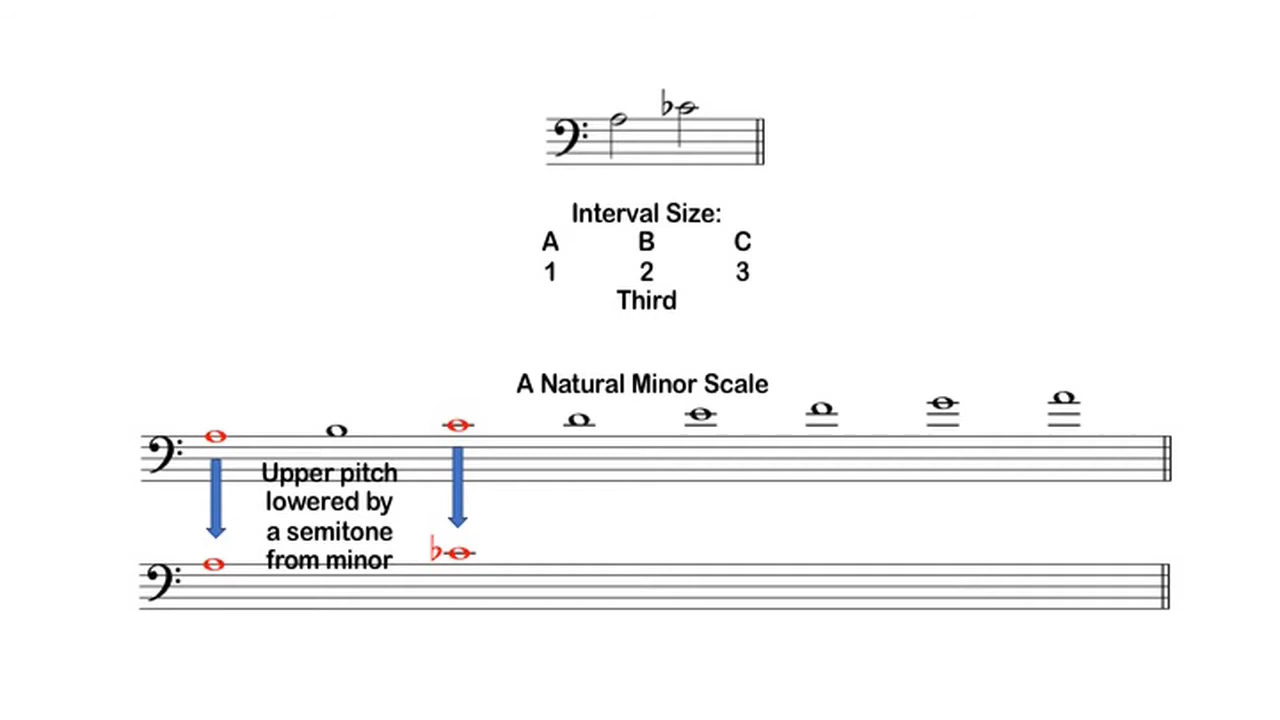 Interval Size:
A B C
1 2 3
Third
A Natural Minor Scale
Upper pitch
lowered by
a semitone
from minor